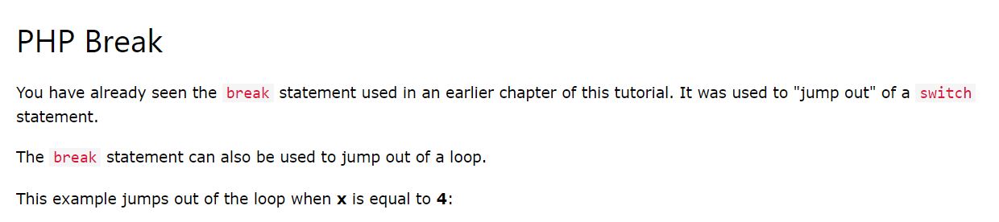 PHP Break
You have already seen the break statement used in an earlier chapter of this tutorial. It was used to "jump out" of a switch
statement.
The break statement can also be used to jump out of a loop.
This example jumps out of the loop when x is equal to 4: